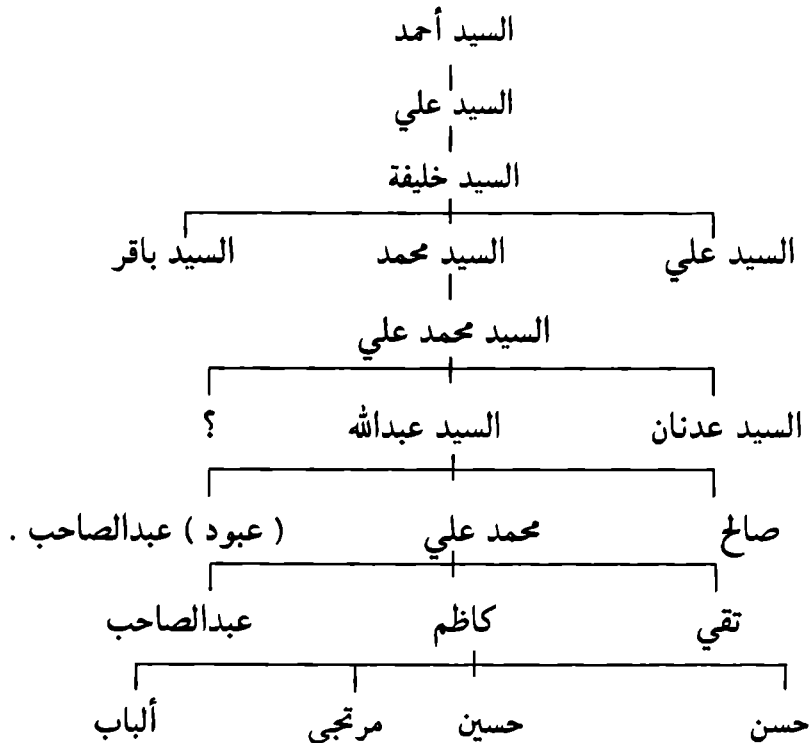 السيد أحمد
السيد علي
السيد خليفة
السيد علي السيد محمد السيد باقر
السيد محمد علي
السيد عدنان السيد عبدالله ؟
صالح محمد علي ( عبود ) عبدالصاحب .
تقي كاظم عبدالصاحب
حسن حسين مرتجى ألباب